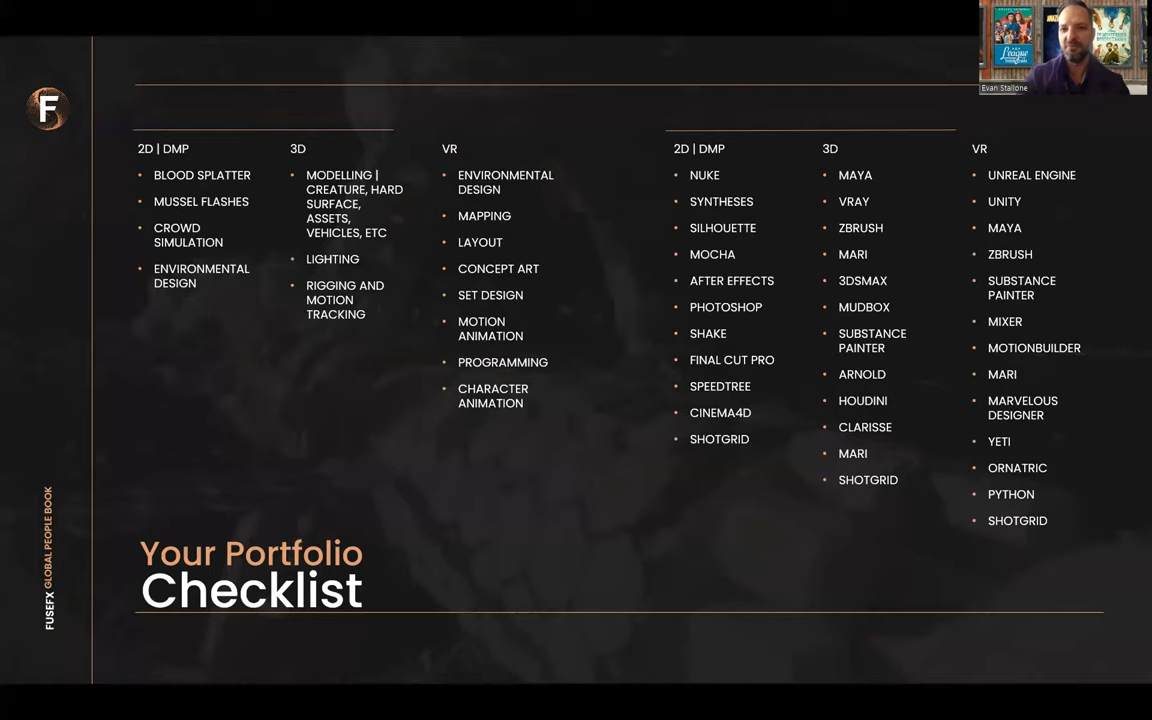 Evan Stallone
League
F
2D | DMP
BLOOD SPLATTER
MUSSEL FLASHES
CROWD
SIMULATION
ENVIRONMENTAL
DESIGN
3D
MODELLING |
CREATURE, HARD
SURFACE,
ASSETS,
VEHICLES, ETC
LIGHTING
RIGGING AND
MOTION
TRACKING
VR
ENVIRONMENTAL
DESIGN
MAPPING
LAYOUT
CONCEPT ART
SET DESIGN
MOTION
ANIMATION
PROGRAMMING
CHARACTER
ANIMATION
2D | DMP
NUKE
SYNTHESES
SILHOUETTE
MOCHA
AFTER EFFECTS
PHOTOSHOP
SHAKE
FINAL CUT PRO
SPEEDTREE
CINEMA4D
SHOTGRID
3D
MAYA
VRAY
ZBRUSH
MARI
3DSMAX
MUDBOX
SUBSTANCE
PAINTER
ARNOLD
HOUDINI
CLARISSE
MARI
SHOTGRID
VR
UNREAL ENGINE
UNITY
MAYA
ZBRUSH
SUBSTANCE
PAINTER
MIXER
MOTIONBUILDER
MARI
MARVELOUS
DESIGNER
YETI
ORNATRIC
PYTHON
SHOTGRID
Your Portfolio
Checklist
FUSEFX GLOBAL PEOPLE BOOK